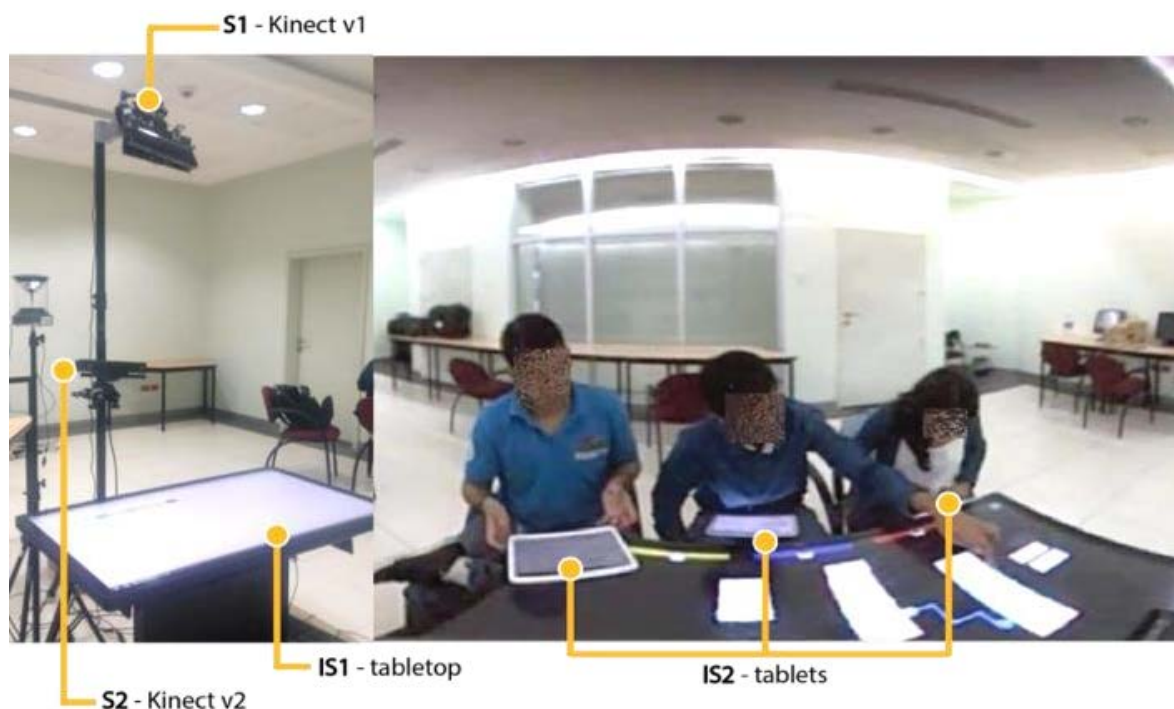 S1 - Kinect v1
IS1 - tabletop
IS2 - tablets
S2 - Kinect v2